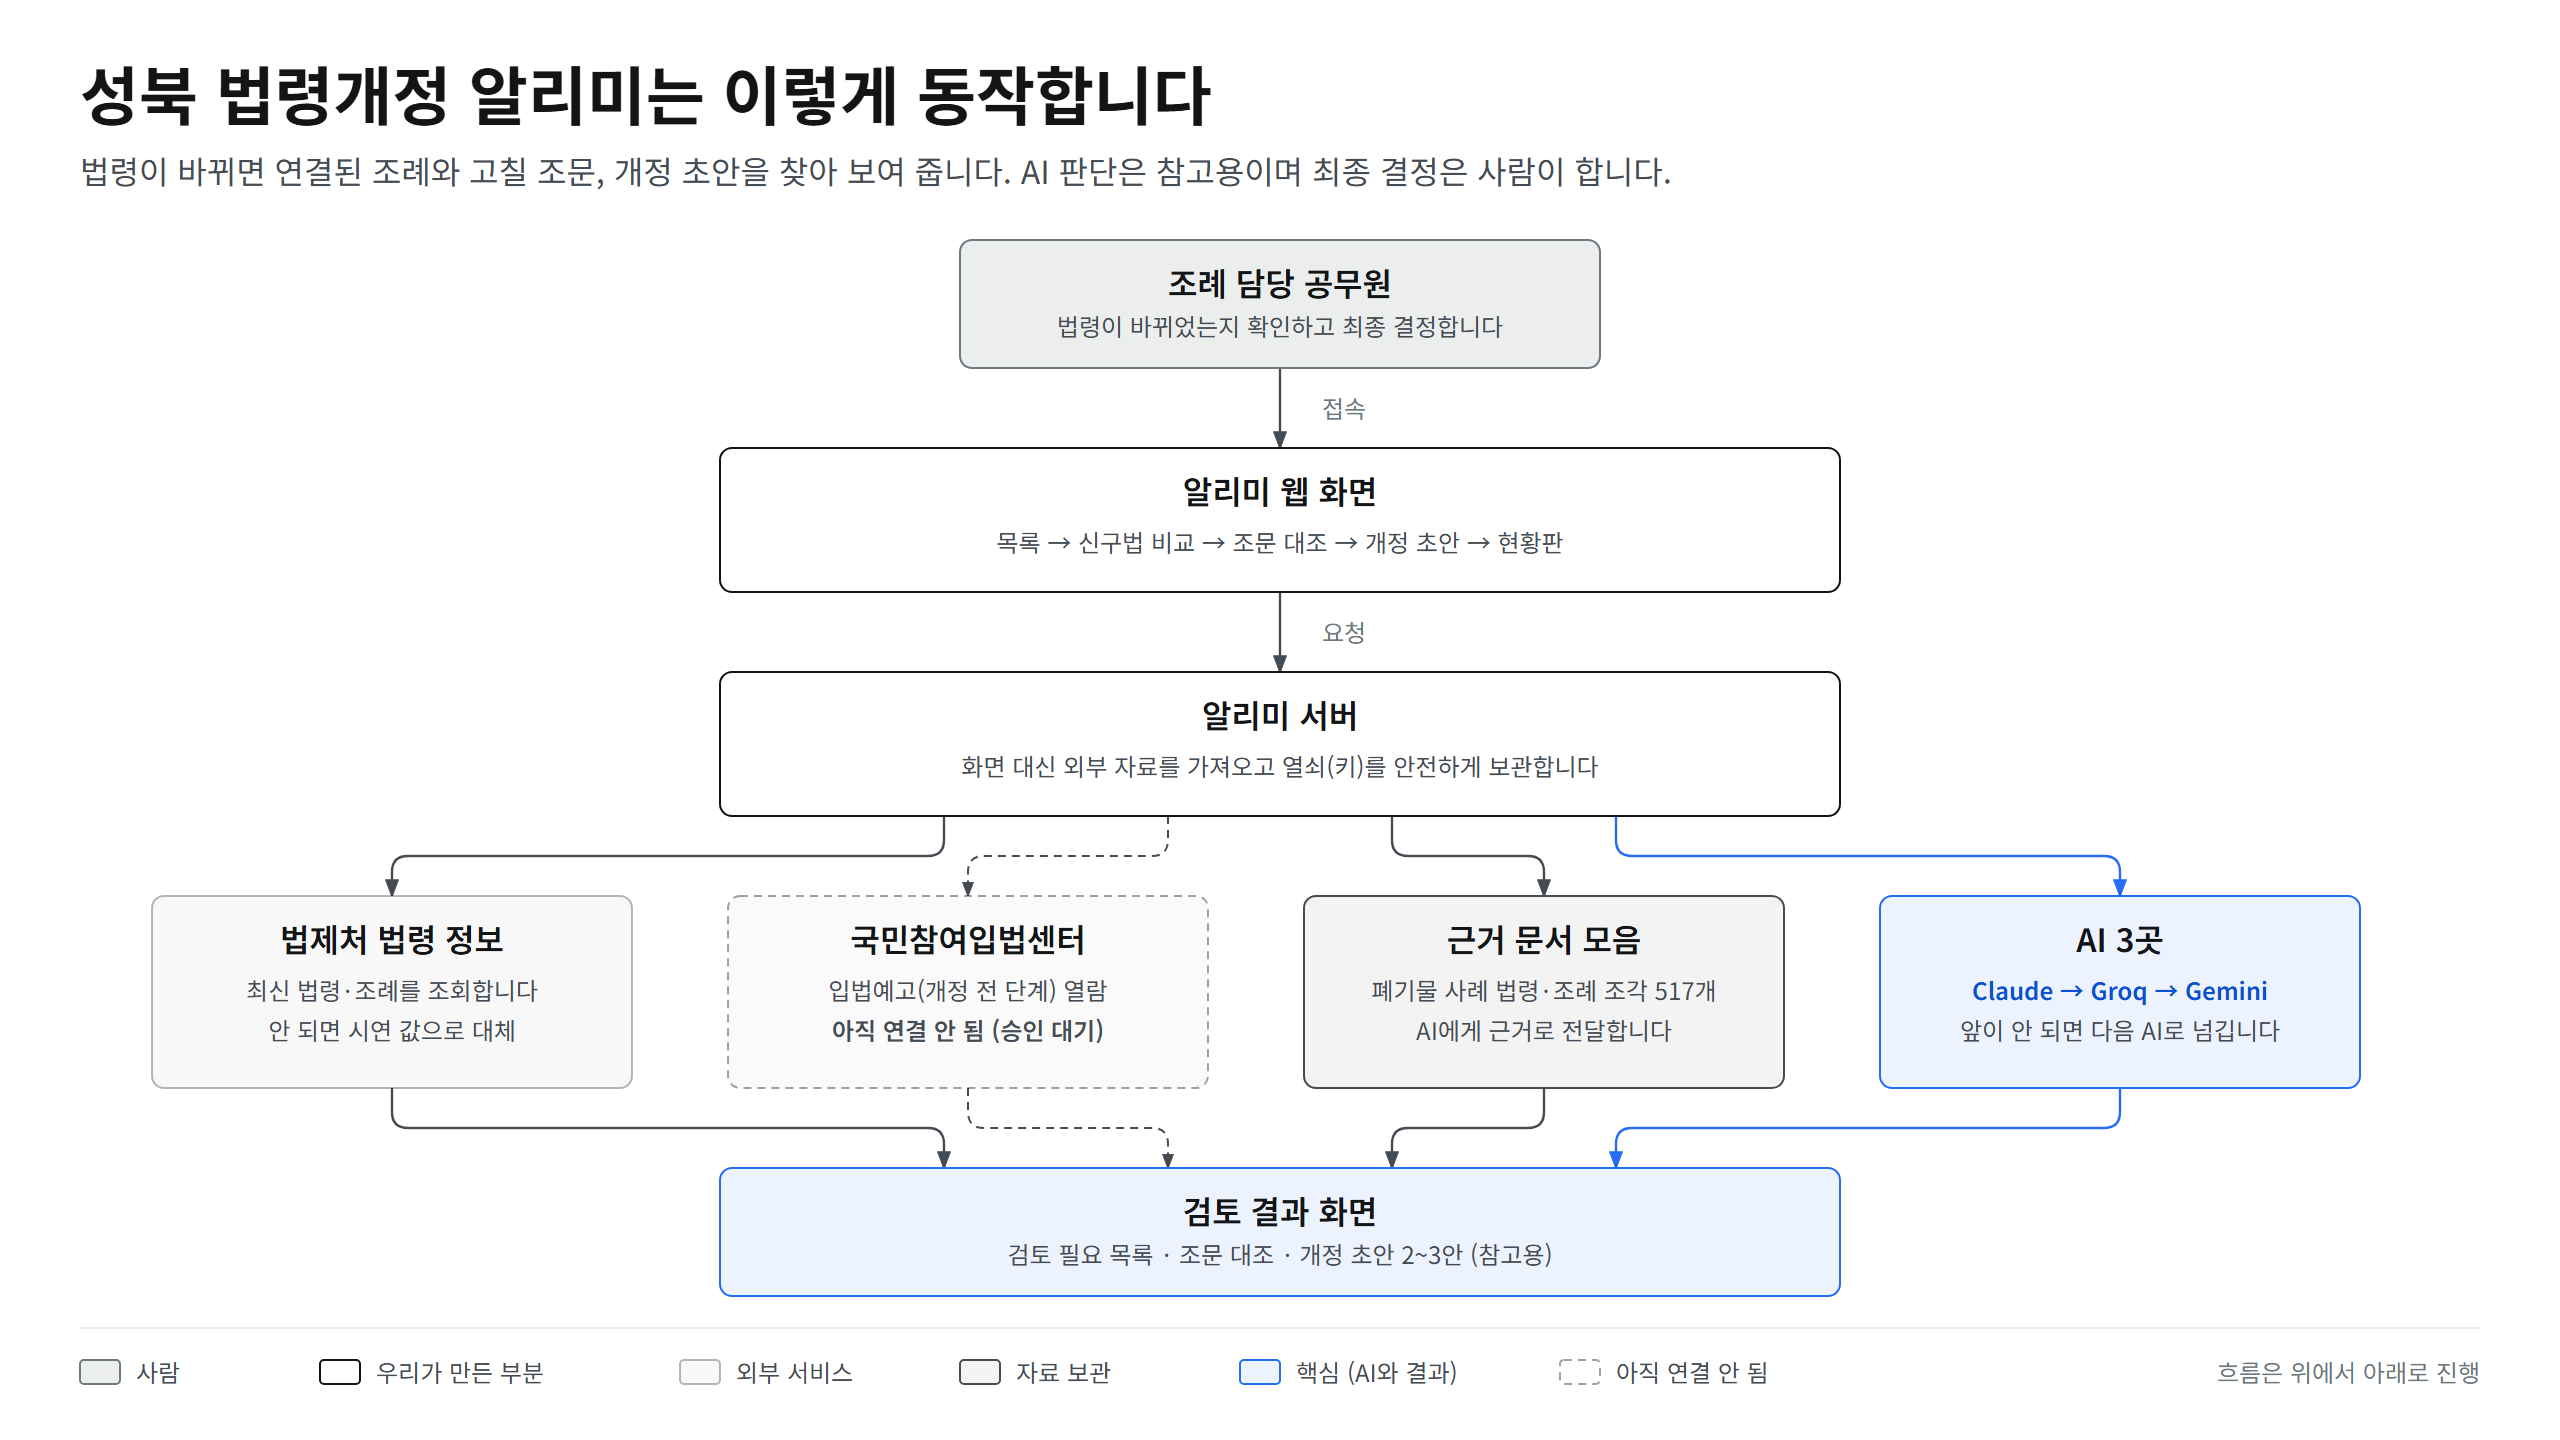 성북 법령개정 알리미는 이렇게 동작합니다
법령이 바뀌면 연결된 조례와 고칠 조문, 개정 초안을 찾아 보여 줍니다. AI 판단은 참고용이며 최종 결정은 사람이 합니다.
조례 담당 공무원
법령이 바뀌었는지 확인하고 최종 결정합니다
접속
알리미 웹 화면
목록 → 신구법 비교 → 조문 대조 → 개정 초안 → 현황판
요청
알리미 서버
화면 대신 외부 자료를 가져오고 열쇠(키)를 안전하게 보관합니다
법제처 법령 정보
최신 법령·조례를 조회합니다
안 되면 시연 값으로 대체
국민참여입법센터
입법예고(개정 전 단계) 열람
아직 연결 안 됨 (승인 대기)
근거 문서 모음
폐기물 사례 법령·조례 조각 517개
AI에게 근거로 전달합니다
AI 3곳
Claude → Groq → Gemini
앞이 안 되면 다음 AI로 넘깁니다
검토 결과 화면
검토 필요 목록 · 조문 대조 · 개정 초안 2~3안 (참고용)
사람
우리가 만든 부분
외부 서비스
자료 보관
핵심 (AI와 결과)
아직 연결 안 됨
흐름은 위에서 아래로 진행